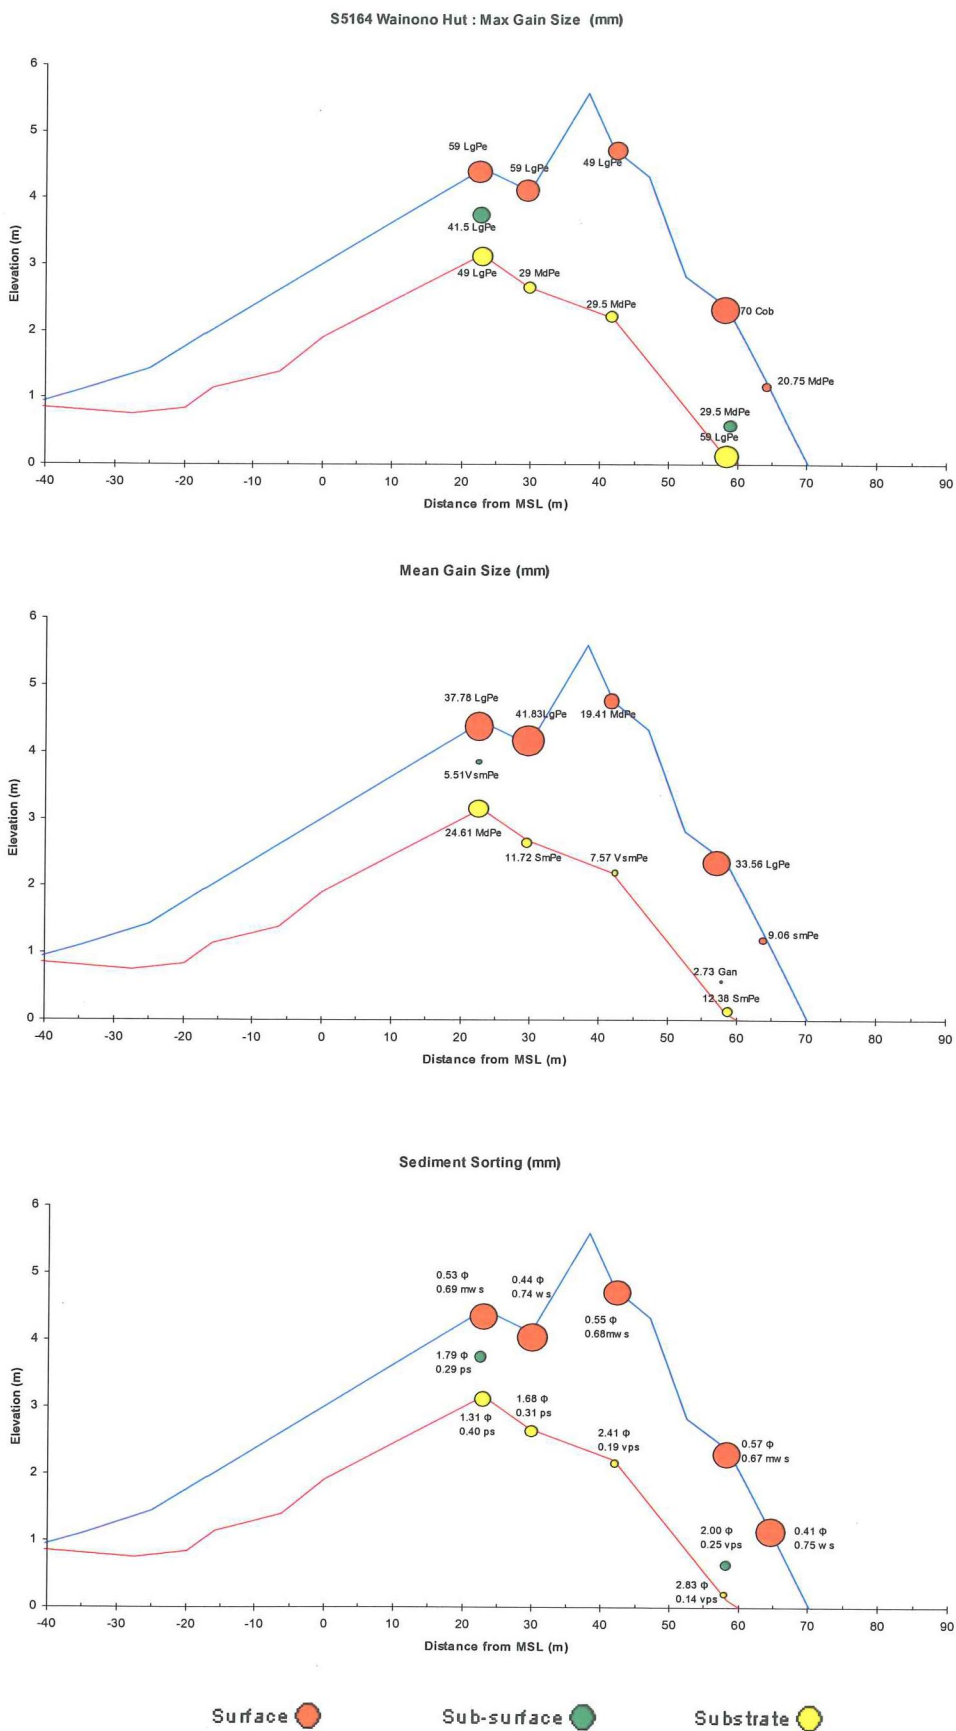 S5164 Wainono Hut : Max Gain Size (mm)
6
5
4
3
2
1
0
Elevation (m)
59 LgPe
59 LgPe
49 LgPe
41.5 LgPe
49 LgPe
29 MdPe
29.5 MdPe
70 Cob
20.75 MdPe
29.5 MdPe
59 LgPe
-40 -30 -20 -10 0 10 20 30 40 50 60 70 80 90
Distance from MSL (m)
Mean Gain Size (mm)
6
5
4
3
2
1
0
Elevation (m)
37.78 LgPe
41.83LgPe
19.41 MdPe
5.51VsmPe
24.61 MdPe
11.72 SmPe
7.57 VsmPe
33.56 LgPe
9.06 smPe
2.73 Gan
12.38 SmPe
-40 -30 -20 -10 0 10 20 30 40 50 60 70 80 90
Distance from MSL (m)
Sediment Sorting (mm)
6
5
4
3
2
1
0
Elevation (m)
0.53 Φ
0.69 mws
0.44 Φ
0.74 ws
0.55 Φ
0.68mws
1.79 Φ
0.29 ps
1.31 Φ
0.40 ps
1.68 Φ
0.31 ps
2.41 Φ
0.19 vps
0.57 Φ
0.67 mws
2.00 Φ
0.25 vps
0.41 Φ
0.75 ws
2.83 Φ
0.14 vps
-40 -30 -20 -10 0 10 20 30 40 50 60 70 80 90
Distance from MSL (m)
Surface Sub-surface Substrate